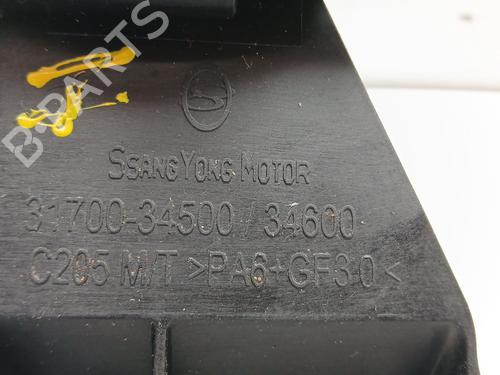 B-PARTS
SSANGYONG MOTOR
31700-34500 / 34600
C205 M/T >PA6+GF30<